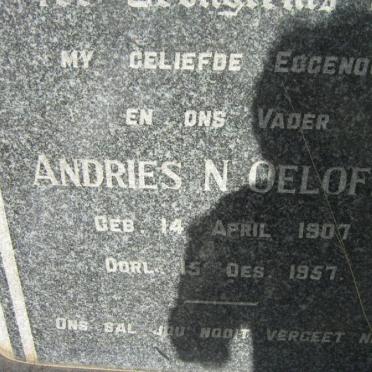 MY GELIEFDE EGGENO
EN ONS VADER
ANDRIES N OELOF
GEB. 14 APRIL 1907
OORL. 15 DES. 1957.
ONS SAL JOU NOOIT VERGEET N